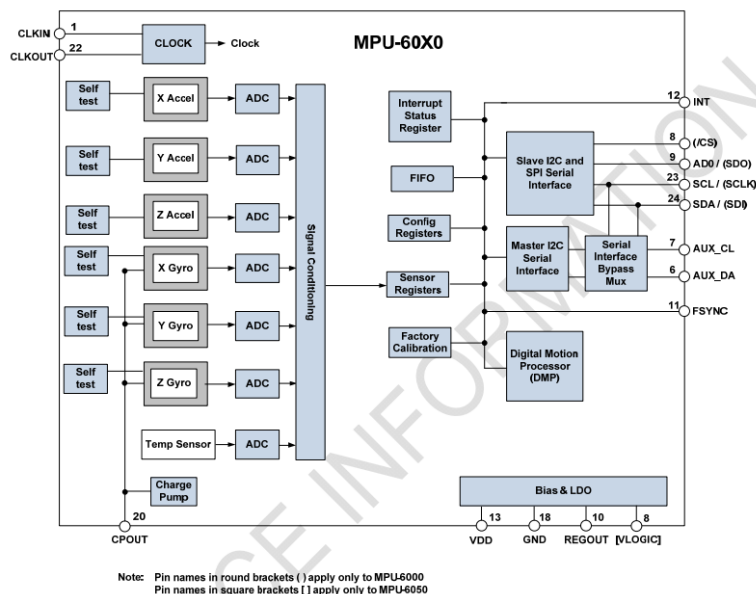 MPU-60X0
CLKIN 1
CLKOUT 22
CLOCK
Clock
Self
test
X Accel
ADC
Self
test
Y Accel
ADC
Self
test
Z Accel
ADC
Self
test
X Gyro
ADC
Self
test
Y Gyro
ADC
Self
test
Z Gyro
ADC
Temp Sensor
ADC
Signal Conditioning
Charge
Pump
20
CPOUT
Interrupt
Status
Register
FIFO
Config
Registers
Sensor
Registers
Factory
Calibration
Slave I2C and
SPI Serial
Interface
Master I2C
Serial
Interface
Serial
Interface
Bypass
Mux
Digital Motion
Processor
(DMP)
12 INT
8 (/CS)
9 AD0 / (SDO)
23 SCL / (SCLK)
24 SDA / (SDI)
7 AUX_CL
6 AUX_DA
11 FSYNC
Bias & LDO
13 18 10 8
VDD GND REGOUT [VLOGIC]
Note: Pin names in round brackets ( ) apply only to MPU-6000
Pin names in square brackets [ ] apply only to MPU-6050
CE INFORMATION